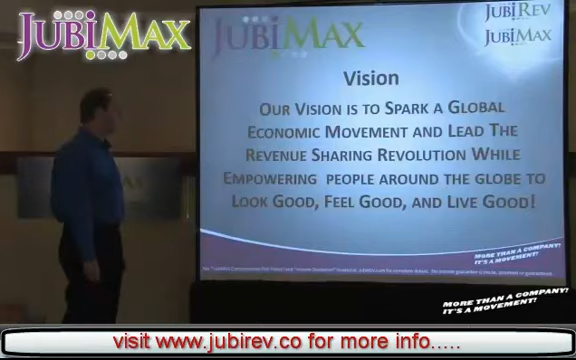 JUBIMAX
JUBIMAX
JUBIREV
JUBIMAX
Vision
OUR VISION IS TO SPARK A GLOBAL
ECONOMIC MOVEMENT AND LEAD THE
REVENUE SHARING REVOLUTION WHILE
EMPOWERING PEOPLE AROUND THE GLOBE TO
LOOK GOOD, FEEL GOOD, AND LIVE GOOD!
MORE THAN A COMPANY!
IT'S A MOVEMENT!
MORE THAN A COMPANY!
IT'S A MOVEMENT!
visit www.jubirev.co for more info.....